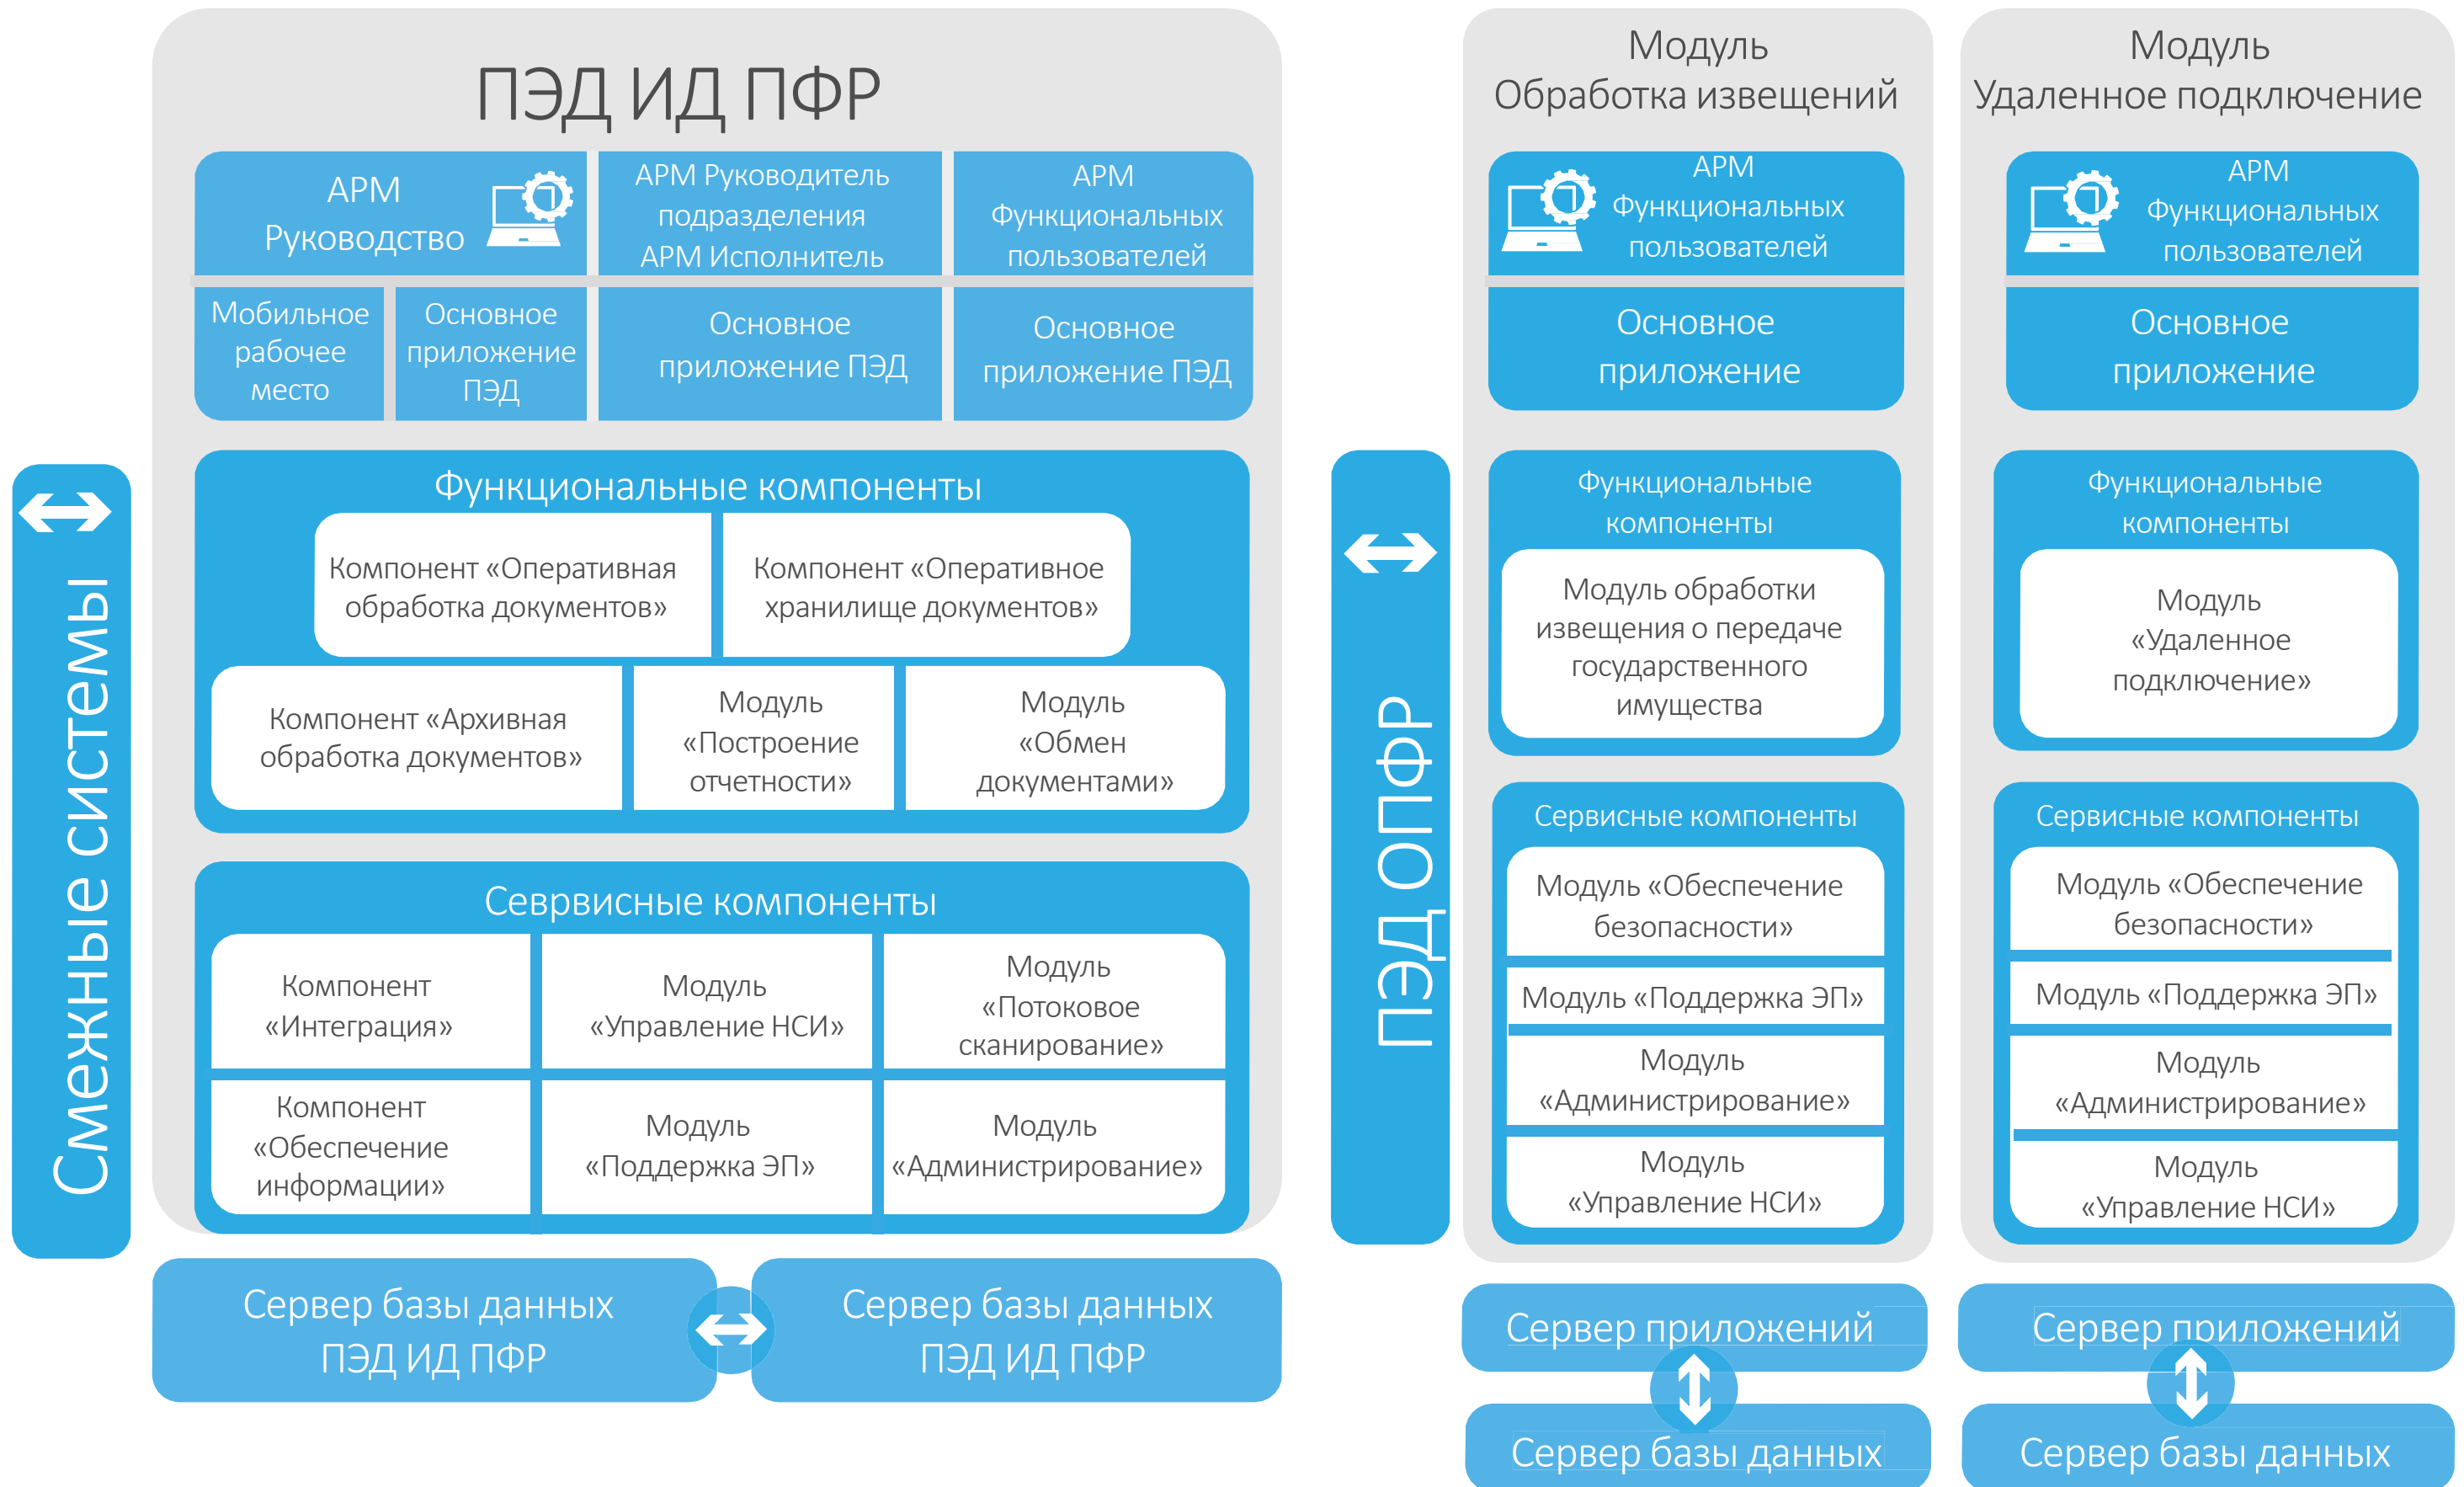 Смежные системы
ПЭД ИД ПФР
АРМ
Руководство
АРМ Руководитель
подразделения
АРМ Исполнитель
АРМ
Функциональных
пользователей
Мобильное
рабочее
место
Основное
приложение
ПЭД
Основное
приложение ПЭД
Основное
приложение ПЭД
Функциональные компоненты
Компонент «Оперативная
обработка документов»
Компонент «Оперативное
хранилище документов»
Компонент «Архивная
обработка документов»
Модуль
«Построение
отчетности»
Модуль
«Обмен
документами»
Севрвисные компоненты
Компонент
«Интеграция»
Модуль
«Управление НСИ»
Модуль
«Потоковое
сканирование»
Компонент
«Обеспечение
информации»
Модуль
«Поддержка ЭП»
Модуль
«Администрирование»
Сервер базы данных
ПЭД ИД ПФР
Сервер базы данных
ПЭД ИД ПФР
ПЭД ОПФР
Модуль
Обработка извещений
АРМ
Функциональных
пользователей
Основное
приложение
Функциональные
компоненты
Модуль обработки
извещения о передаче
государственного
имущества
Сервисные компоненты
Модуль «Обеспечение
безопасности»
Модуль «Поддержка ЭП»
Модуль
«Администрирование»
Модуль
«Управление НСИ»
Сервер приложений
Сервер базы данных
Модуль
Удаленное подключение
АРМ
Функциональных
пользователей
Основное
приложение
Функциональные
компоненты
Модуль
«Удаленное
подключение»
Сервисные компоненты
Модуль «Обеспечение
безопасности»
Модуль «Поддержка ЭП»
Модуль
«Администрирование»
Модуль
«Управление НСИ»
Сервер приложений
Сервер базы данных